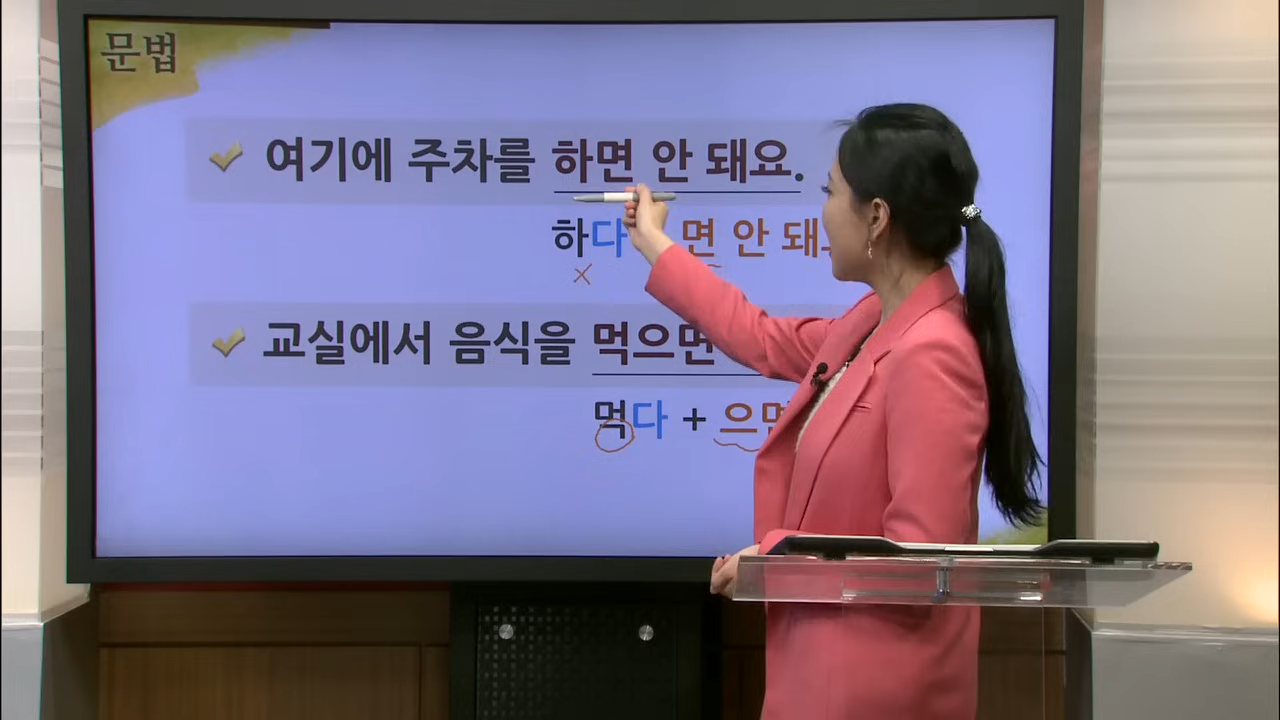 문법
여기에 주차를 하면 안 돼요.
하다 면 안 돼
교실에서 음식을 먹으면
먹다 + 으면